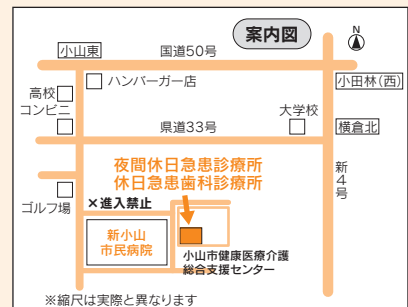 案内図
N
小山東
国道50号
小田林(西)
ハンバーガー店
高校
コンビニ
大学校
県道33号
横倉北
夜間休日急患診療所
休日急患歯科診療所
新4号
ゴルフ場
×進入禁止
新小山
市民病院
小山市健康医療介護
総合支援センター
※縮尺は実際と異なります